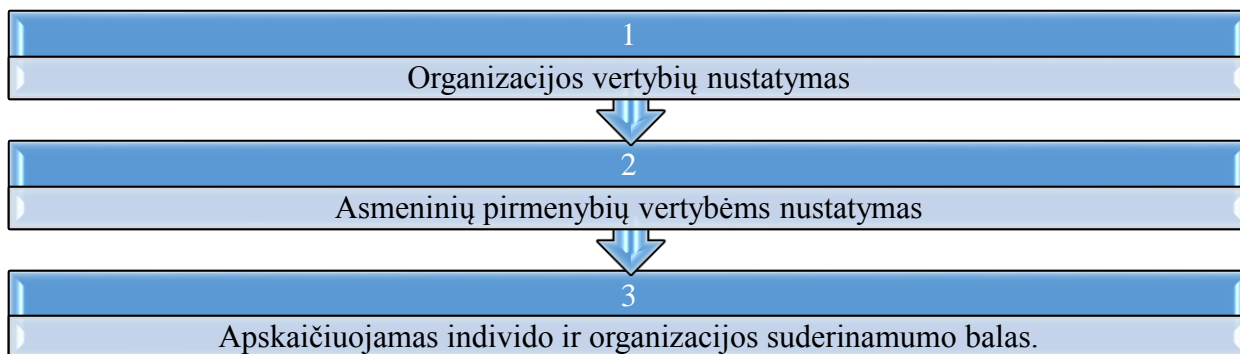 1
Organizacijos vertybių nustatymas
2
Asmeninių pirmenybių vertybėms nustatymas
3
Apskaičiuojamas individo ir organizacijos suderinamumo balas.